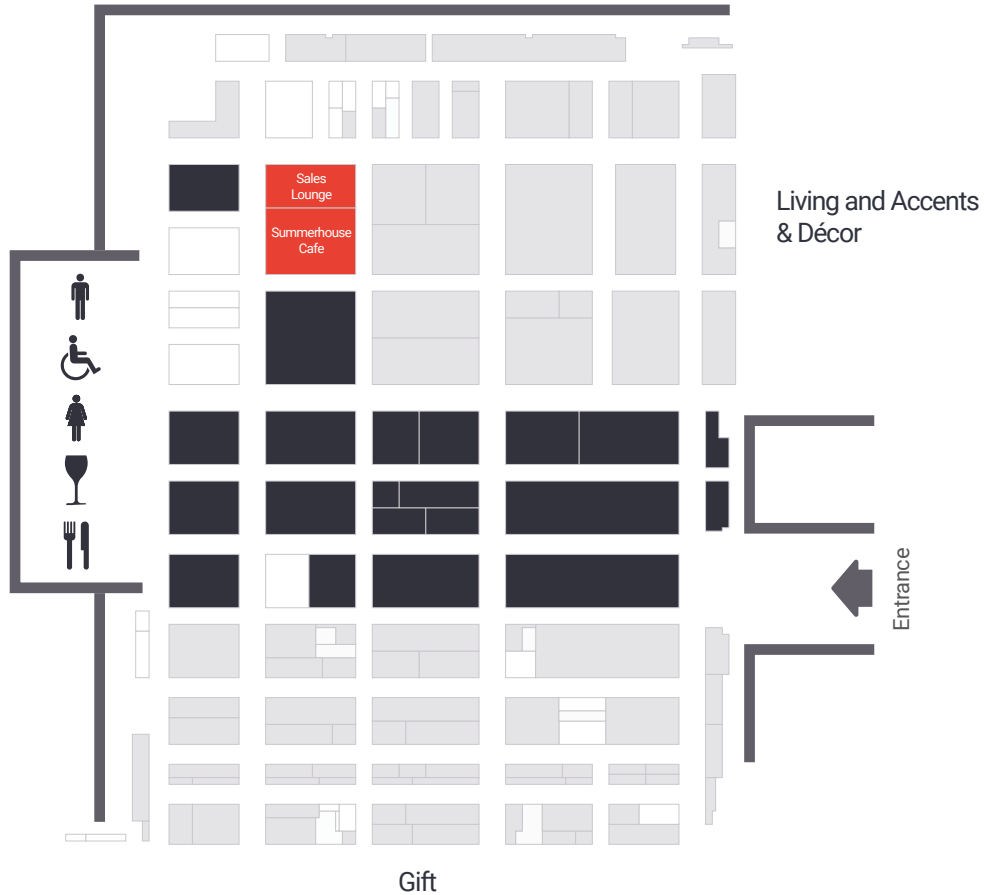 Sales
Lounge
Summerhouse
Cafe
Living and Accents
& Décor
Entrance
Gift